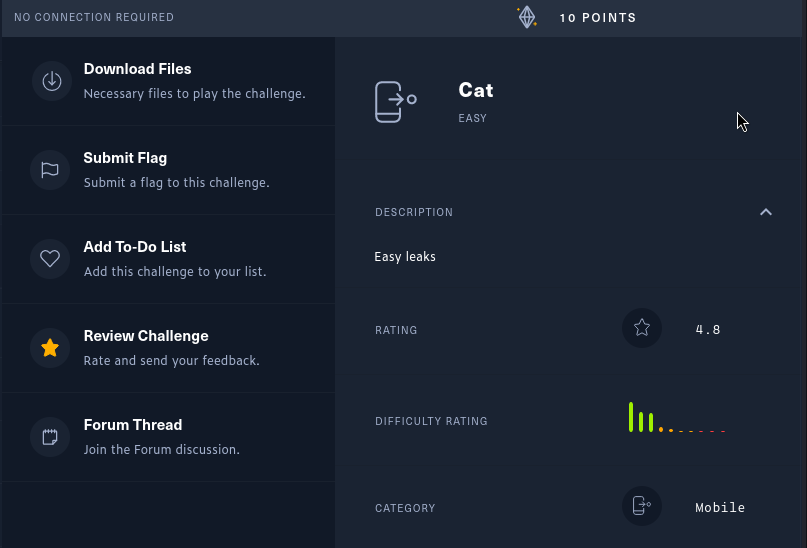 NO CONNECTION REQUIRED
10 POINTS
Download Files
Necessary files to play the challenge.
Submit Flag
Submit a flag to this challenge.
Add To-Do List
Add this challenge to your list.
Review Challenge
Rate and send your feedback.
Forum Thread
Join the Forum discussion.
Cat
EASY
DESCRIPTION
Easy leaks
RATING
4.8
DIFFICULTY RATING
CATEGORY
Mobile